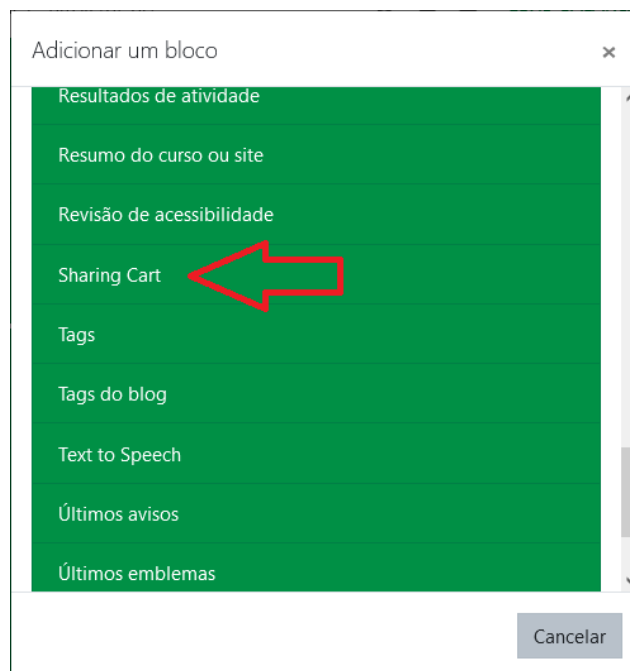 Adicionar um bloco
×
Resultados de atividade
Resumo do curso ou site
Revisão de acessibilidade
Sharing Cart
Tags
Tags do blog
Text to Speech
Últimos avisos
Últimos emblemas
Cancelar